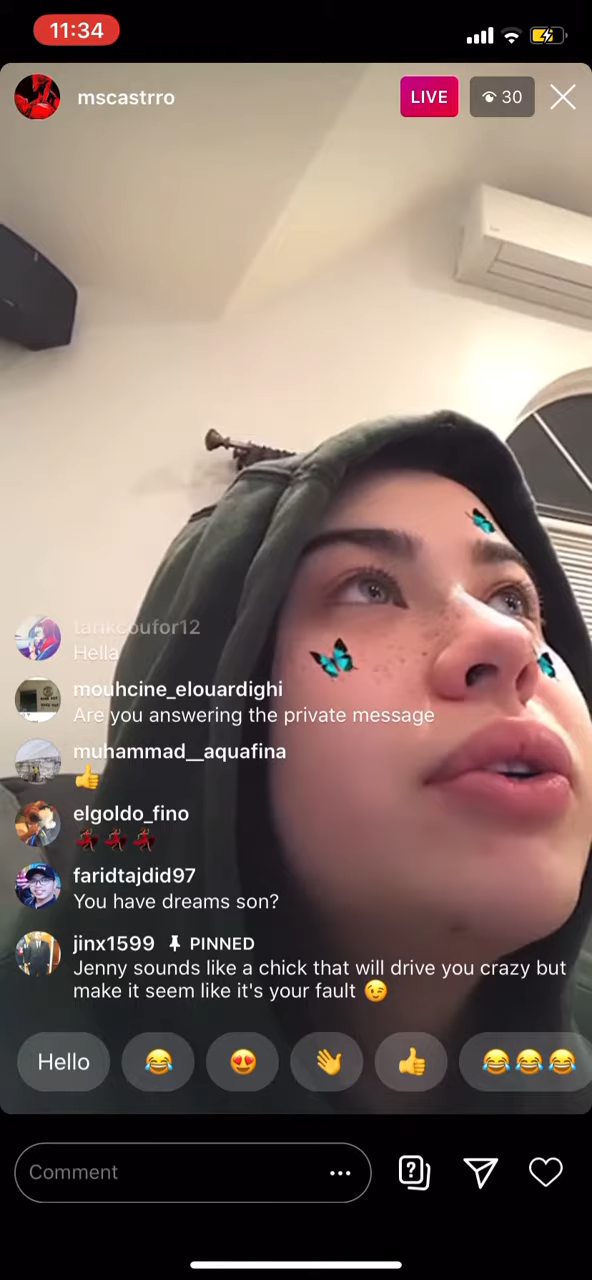 11:34
mscastrro
LIVE
30
tarikcoufor12
Hella
mouhcine_elouardighi
Are you answering the private message
muhammad__aquafina
👍
elgoldo_fino
💃💃💃
faridtajdid97
You have dreams son?
jinx1599 PINNED
Jenny sounds like a chick that will drive you crazy but
make it seem like it's your fault 😉
Hello 😂 😍 👋 👍 😂😂😂
Comment